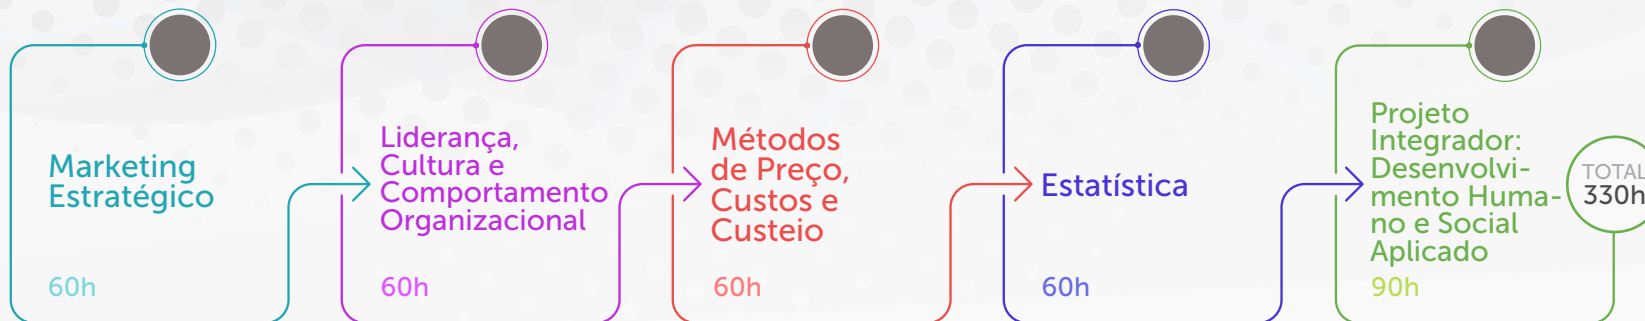 Marketing
Estratégico
60h
Liderança,
Cultura e
Comportamento
Organizacional
60h
Métodos
de Preço,
Custos e
Custeio
60h
Estatística
60h
Projeto
Integrador:
Desenvolvi-
mento Huma-
no e Social
Aplicado
90h
TOTAL
330h